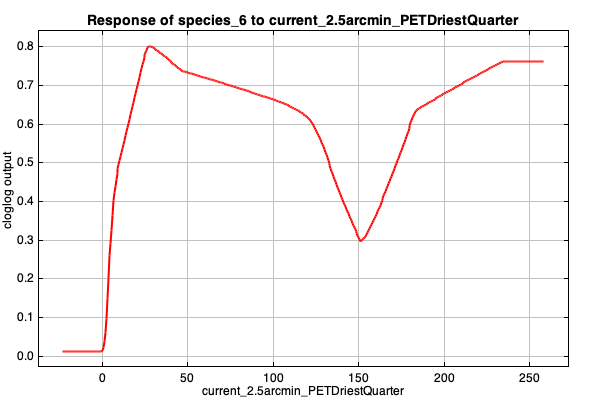 Response of species_6 to current_2.5arcmin_PETDriestQuarter
0.8
0.7
0.6
0.5
0.4
0.3
0.2
0.1
0.0
cloglog output
0 50 100 150 200 250
current_2.5arcmin_PETDriestQuarter